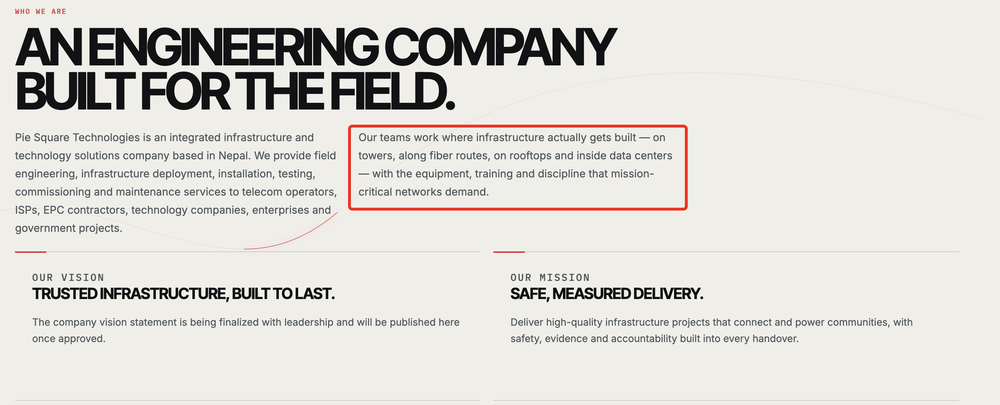 WHO WE ARE
AN ENGINEERING COMPANY
BUILT FOR THE FIELD.
Pie Square Technologies is an integrated infrastructure and
technology solutions company based in Nepal. We provide field
engineering, infrastructure deployment, installation, testing,
commissioning and maintenance services to telecom operators,
ISPs, EPC contractors, technology companies, enterprises and
government projects.
Our teams work where infrastructure actually gets built — on
towers, along fiber routes, on rooftops and inside data centers
— with the equipment, training and discipline that mission-
critical networks demand.
OUR VISION
TRUSTED INFRASTRUCTURE, BUILT TO LAST.
The company vision statement is being finalized with leadership and will be published here
once approved.
OUR MISSION
SAFE, MEASURED DELIVERY.
Deliver high-quality infrastructure projects that connect and power communities, with
safety, evidence and accountability built into every handover.